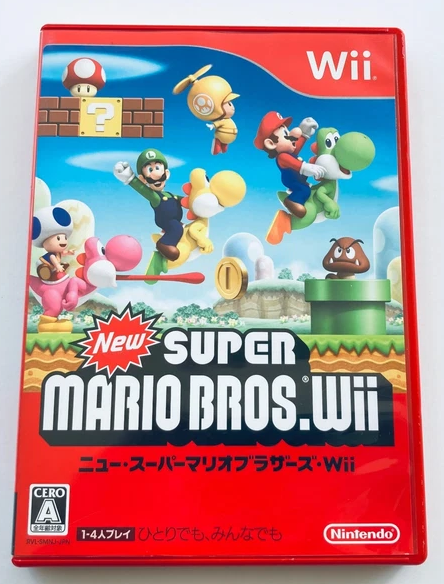 Wii
?
New
SUPER
MARIO BROS.® Wii
ニュー・スーパーマリオブラザーズ・Wii
CERO
A
全年齢対象
1-4人プレイ ひとりでも、みんなでも
Nintendo